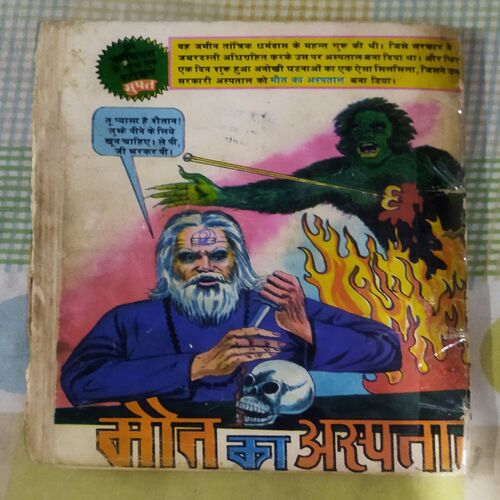 मुफ्त
वह जमीन तांत्रिक धर्मदास के महन्त गुरू की थी। जिसे सरकार ने
जबरदस्ती अधिग्रहित करके उस पर अस्पताल बना दिया था। और फिर
एक दिन शुरू हुआ अनोखी घटनाओं का एक ऐसा सिलसिला, जिसने उस
सरकारी अस्पताल को मौत का अस्पताल बना दिया।
तू प्यासा है शैतान!
तुझे पीने के लिये
खून चाहिए। ले पी,
जी भरकर पी।
मौत का अस्पताल